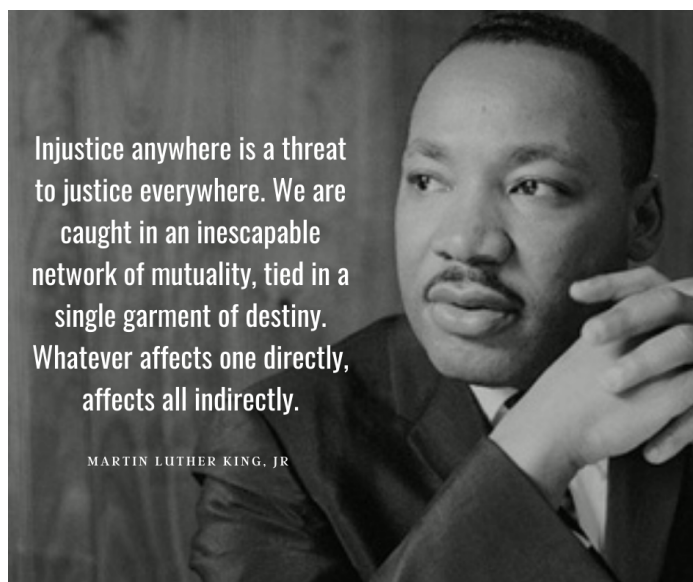 Injustice anywhere is a threat
to justice everywhere. We are
caught in an inescapable
network of mutuality, tied in a
single garment of destiny.
Whatever affects one directly,
affects all indirectly.
MARTIN LUTHER KING, JR